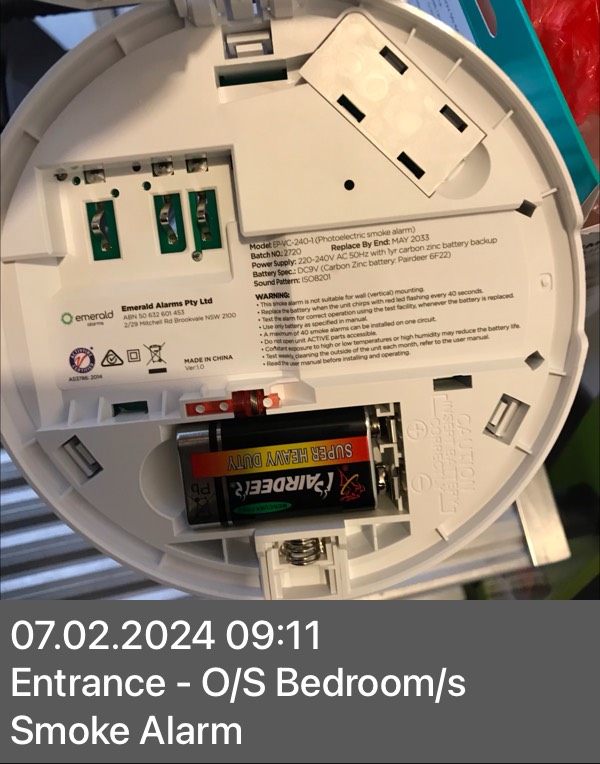 Model: EP-VC-240-1 (Photoelectric smoke alarm)
Batch NO.: 2720 Replace By End: MAY 2033
Power Supply: 220-240V AC 50Hz with 1yr carbon zinc battery backup
Battery Spec.: DC9V (Carbon Zinc battery: Pairdeer 6F22)
Sound Pattern: ISO8201
WARNING:
• This smoke alarm is not suitable for wall (vertical) mounting.
• Replace the battery when the unit chirps with red led flashing every 40 seconds.
• Test the alarm for correct operation using the test facility, whenever the battery is replaced.
• Use only battery as specified in manual.
• A maximum of 40 smoke alarms can be installed on one circuit.
• Do not open unit ACTIVE parts accessible.
• Constant exposure to high or low temperatures or high humidity may reduce the battery life.
• Test weekly, cleaning the outside of the unit each month, refer to the user manual.
• Read the user manual before installing and operating.
emerald
alarms
Emerald Alarms Pty Ltd
ABN 50 632 601 453
2/29 Mitchell Rd Brookvale NSW 2100
AS3786: 2014
MADE IN CHINA
Ver 1.0
SUPER HEAVY DUTY
PAIRDEER
Pb
CAUTION
07.02.2024 09:11
Entrance - O/S Bedroom/s
Smoke Alarm